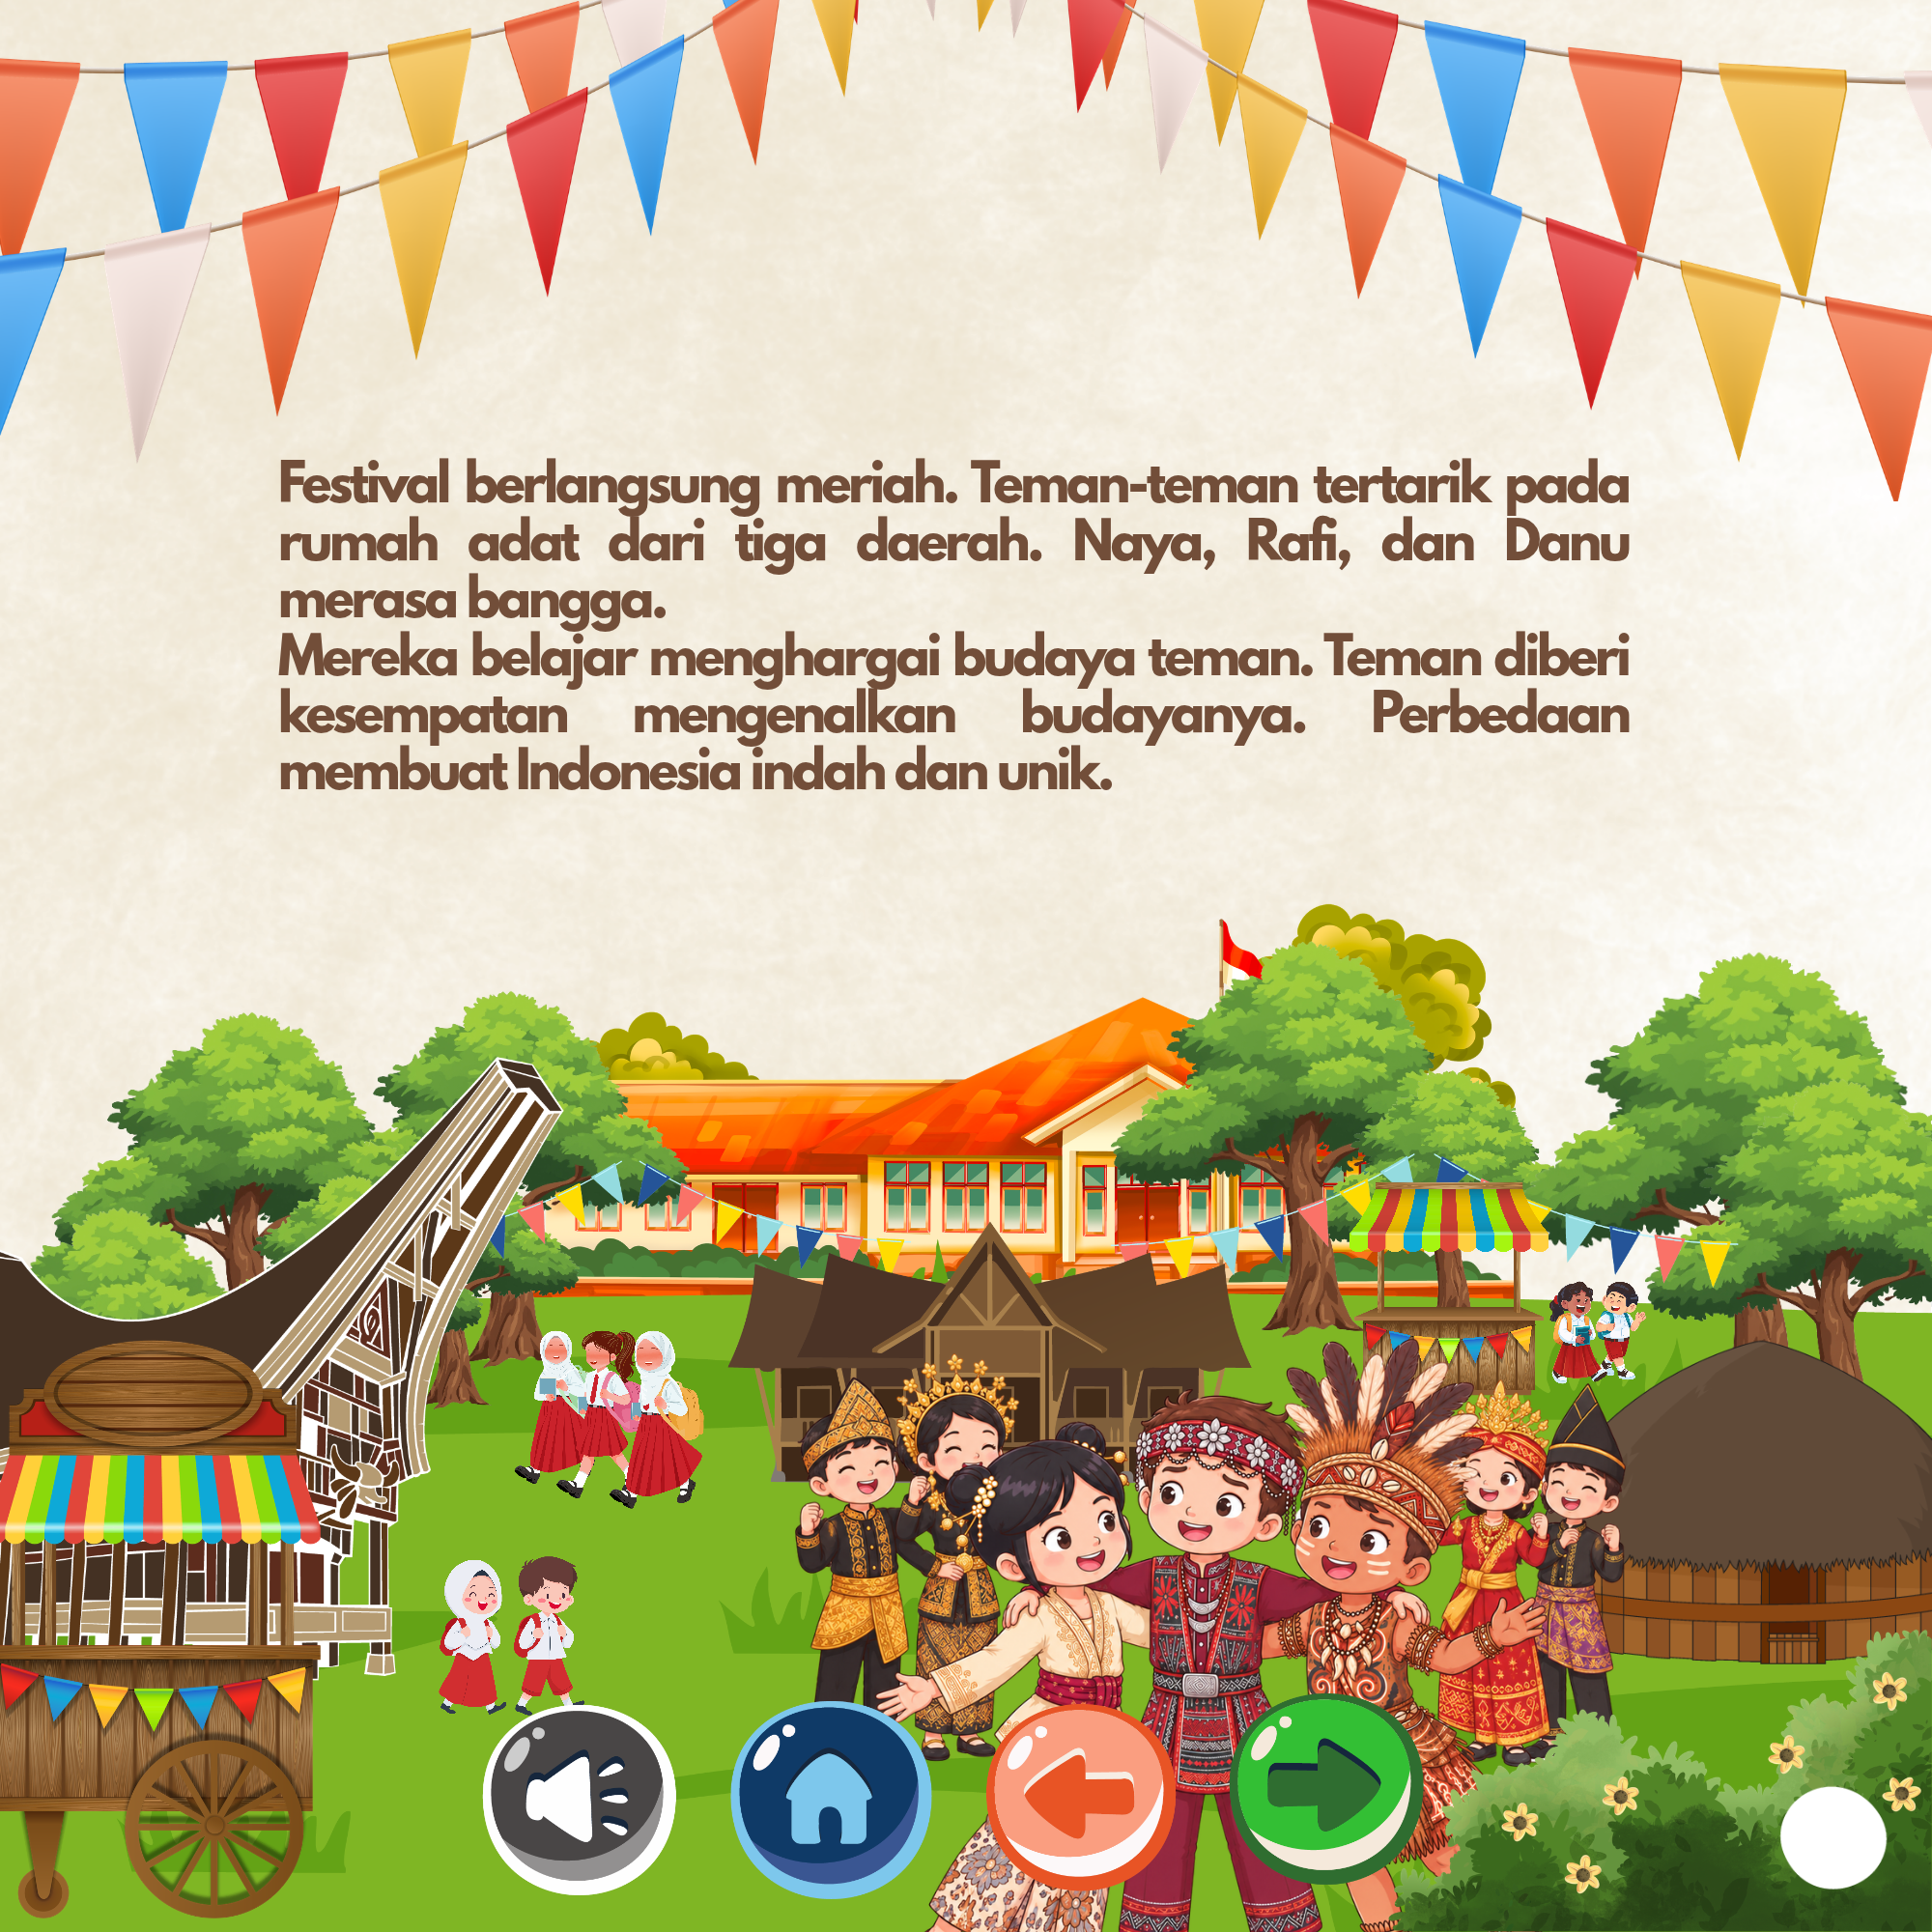 Festival berlangsung meriah. Teman-teman tertarik pada
rumah adat dari tiga daerah. Naya, Rafi, dan Danu
merasa bangga.
Mereka belajar menghargai budaya teman. Teman diberi
kesempatan mengenalkan budayanya. Perbedaan
membuat Indonesia indah dan unik.